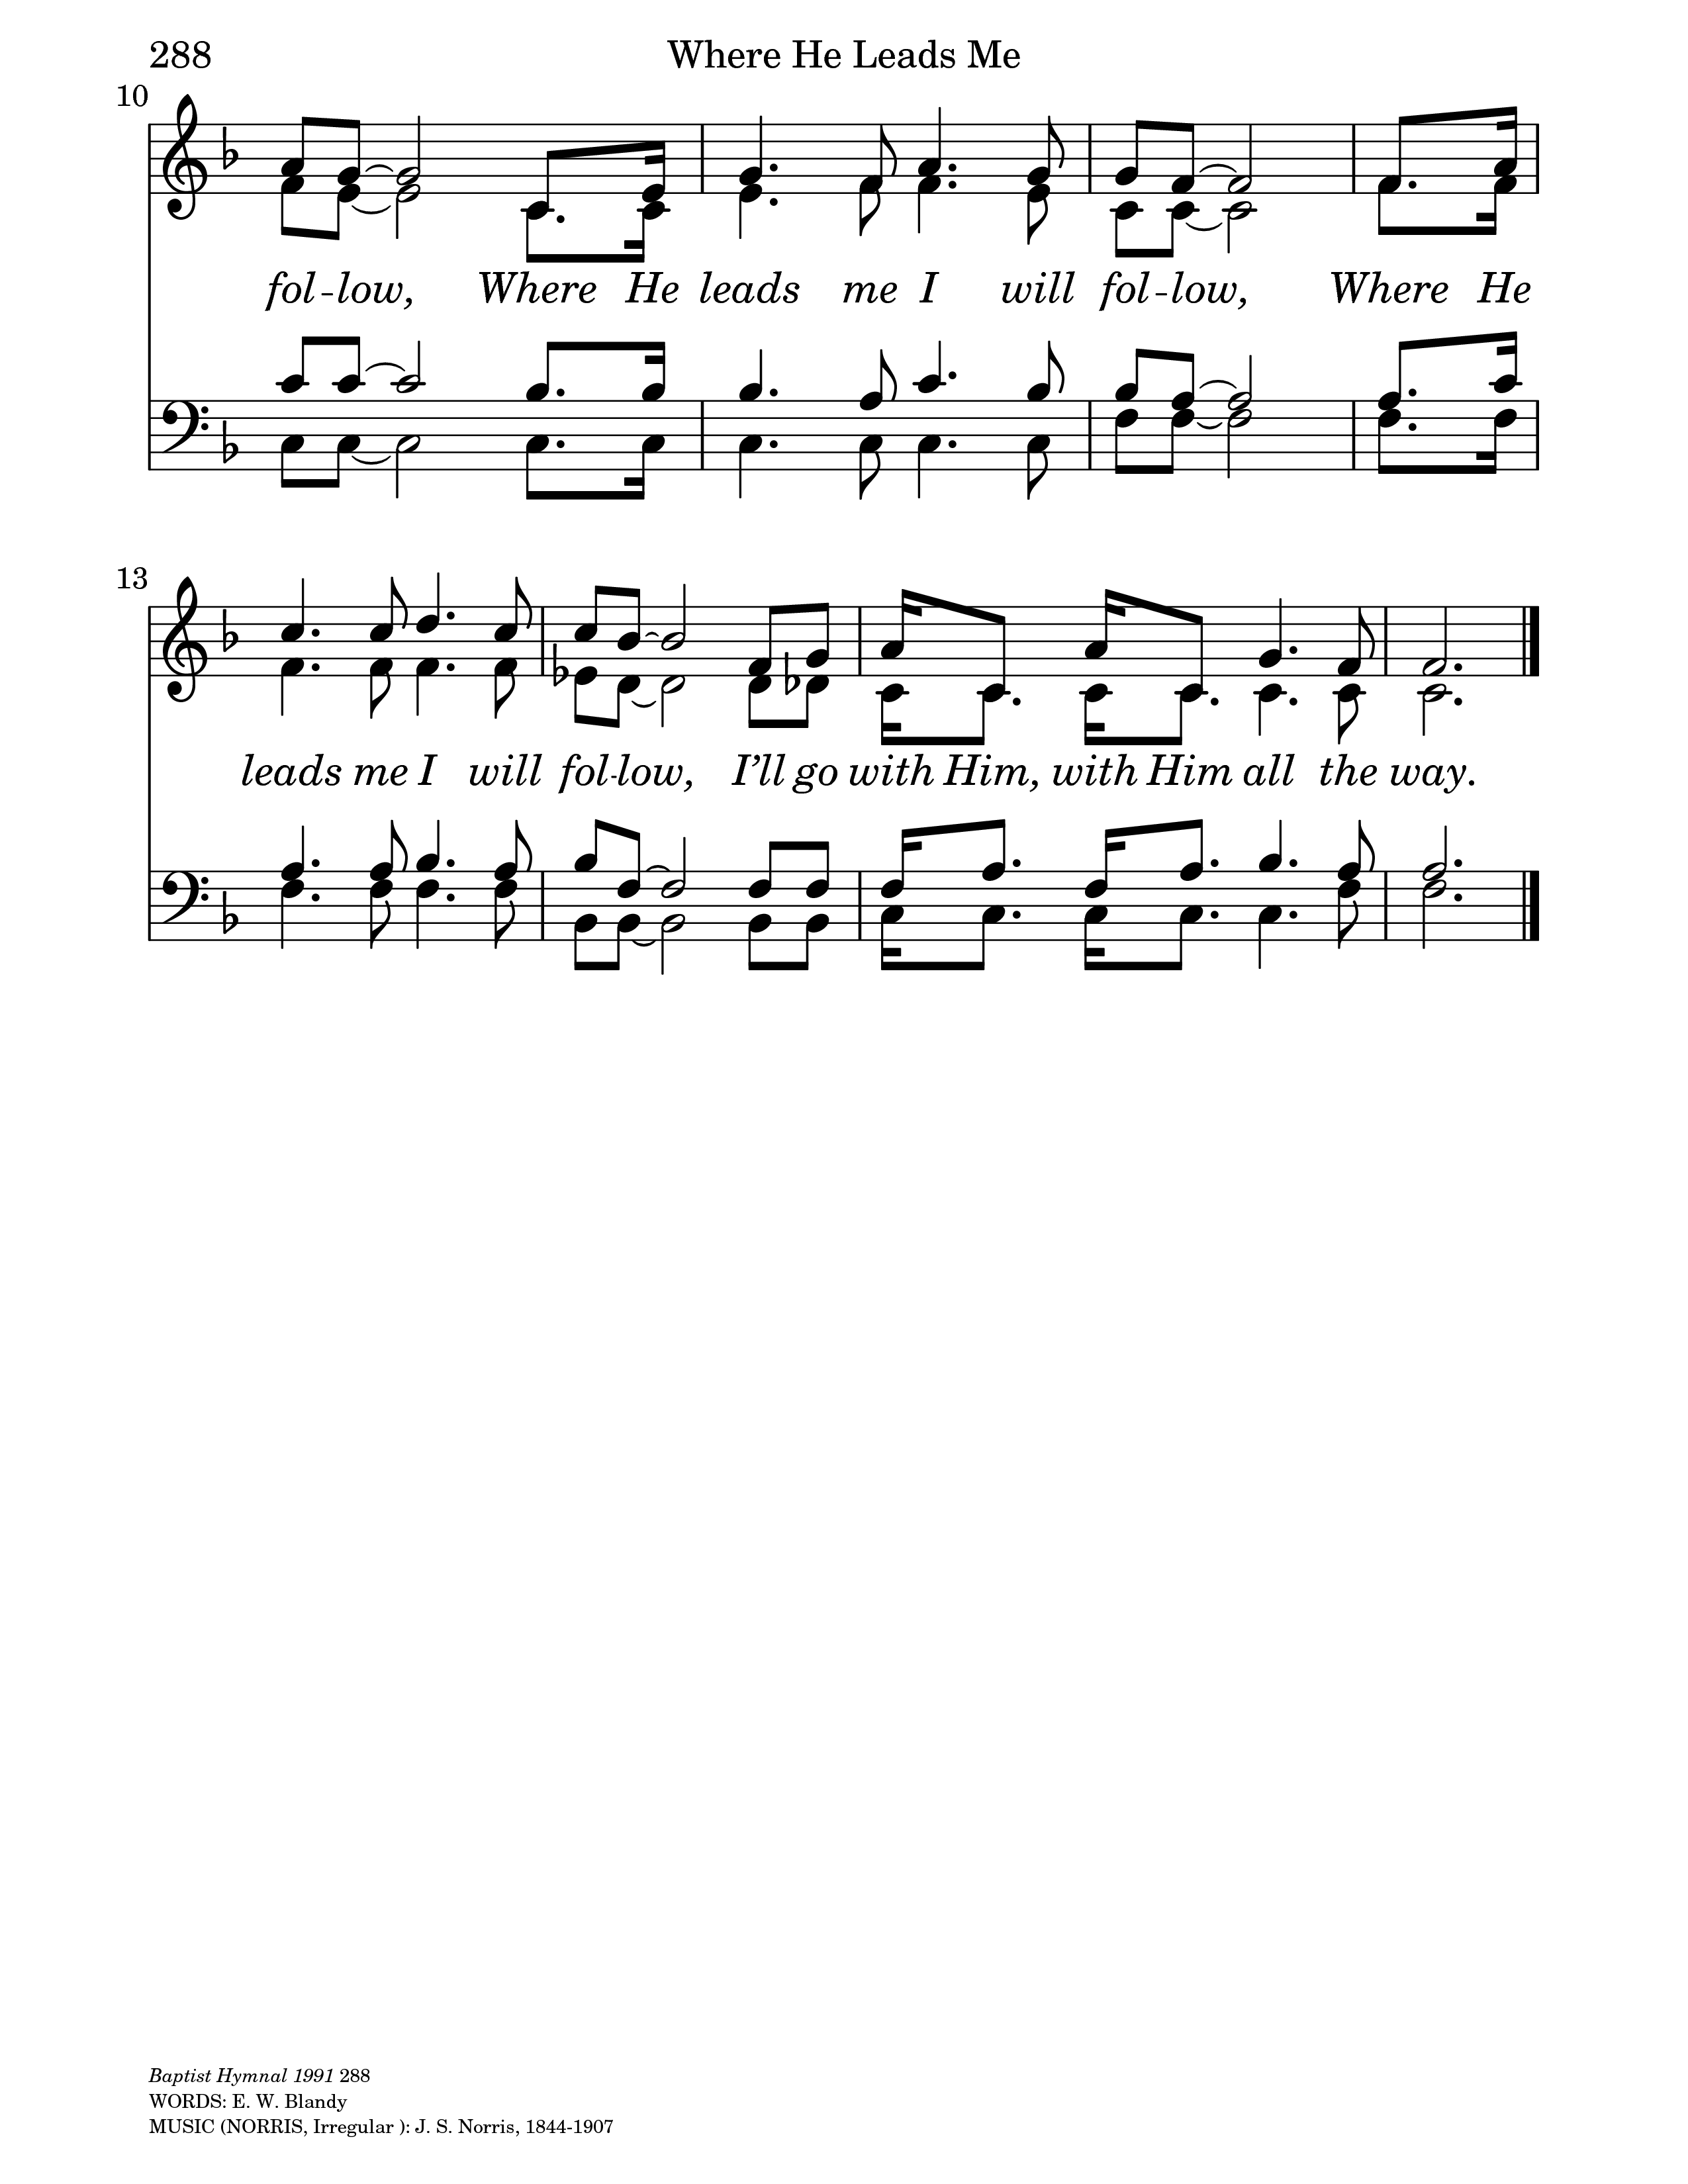 288 Where He Leads Me
10
fol - low, Where He leads me I will fol - low, Where He
13
leads me I will fol - low, I’ll go with Him, with Him all the way.
Baptist Hymnal 1991 288
WORDS: E. W. Blandy
MUSIC (NORRIS, Irregular ): J. S. Norris, 1844-1907